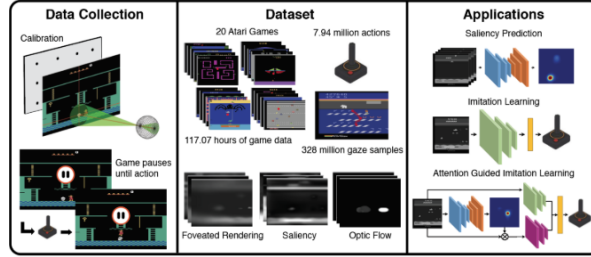 Data Collection
Calibration
Game pauses
until action
Dataset
20 Atari Games
7.94 million actions
117.07 hours of game data
328 million gaze samples
Foveated Rendering
Saliency
Optic Flow
Applications
Saliency Prediction
Imitation Learning
Attention Guided Imitation Learning